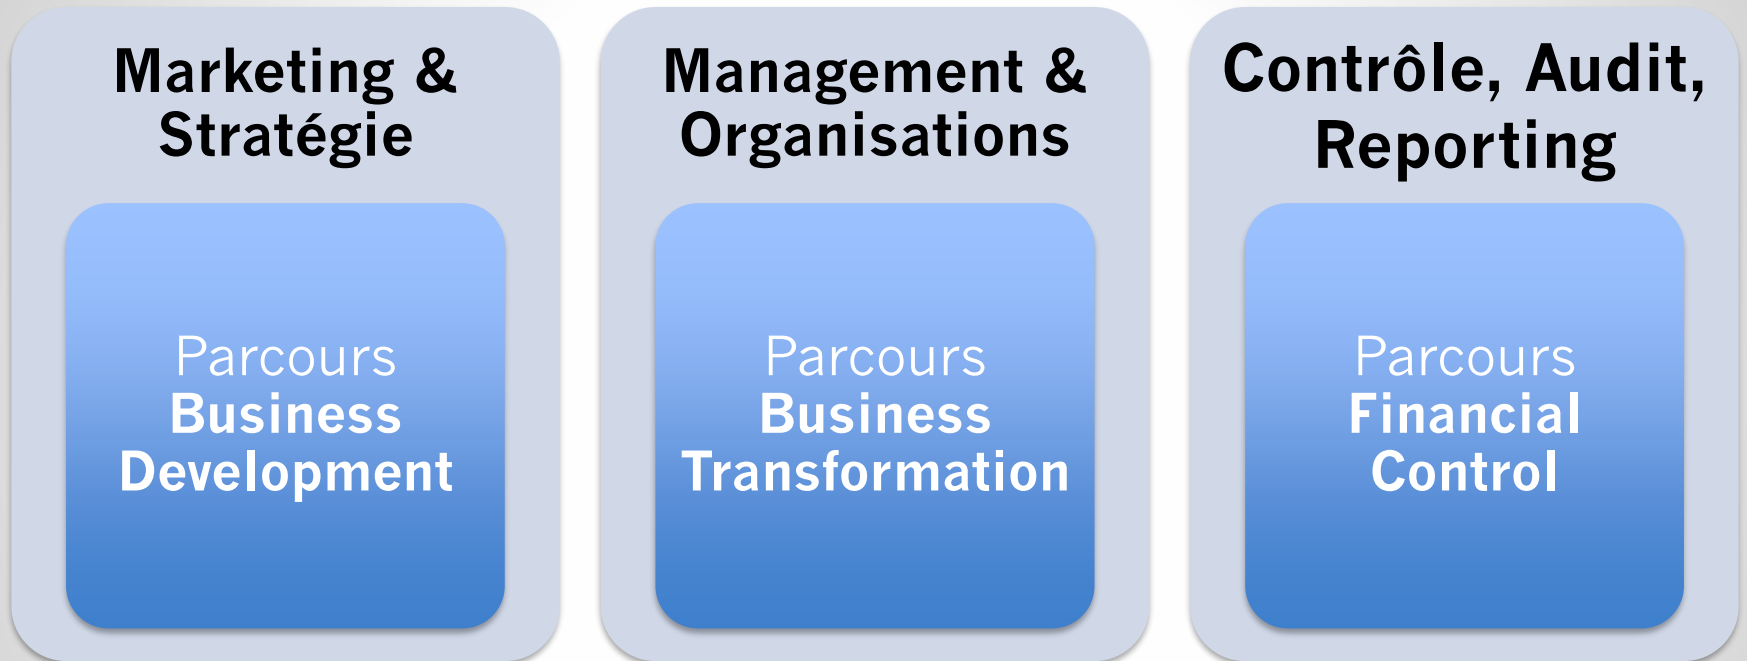 Marketing &
Stratégie
Parcours
Business
Development
Management &
Organisations
Parcours
Business
Transformation
Contrôle, Audit,
Reporting
Parcours
Financial
Control